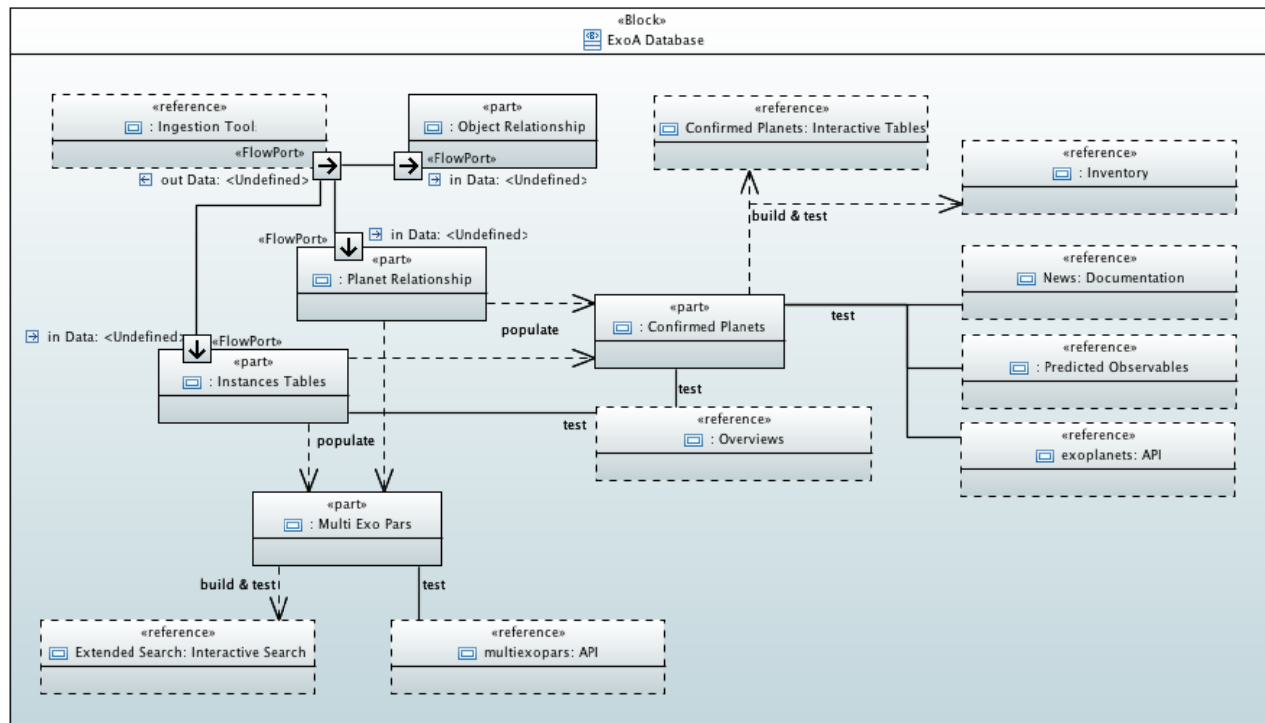 «Block»
ExoA Database
«reference»
: Ingestion Tool:
«FlowPort»
out Data: <Undefined>
«part»
: Object Relationship
«FlowPort»
in Data: <Undefined>
«reference»
Confirmed Planets: Interactive Tables
«reference»
: Inventory
build & test
«FlowPort»
in Data: <Undefined>
«part»
: Planet Relationship
«reference»
News: Documentation
«part»
: Confirmed Planets
test
populate
in Data: <Undefined>
«FlowPort»
«part»
: Instances Tables
«reference»
: Predicted Observables
test
test
«reference»
: Overviews
populate
«reference»
exoplanets: API
«part»
: Multi Exo Pars
build & test
test
«reference»
Extended Search: Interactive Search
«reference»
multiexopars: API